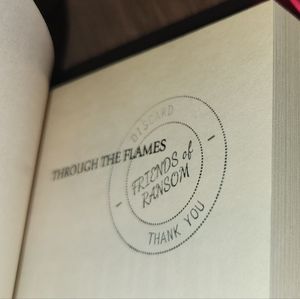 THROUGH THE FLAMES
DISCARD
FRIENDS of
RANSOM
THANK YOU